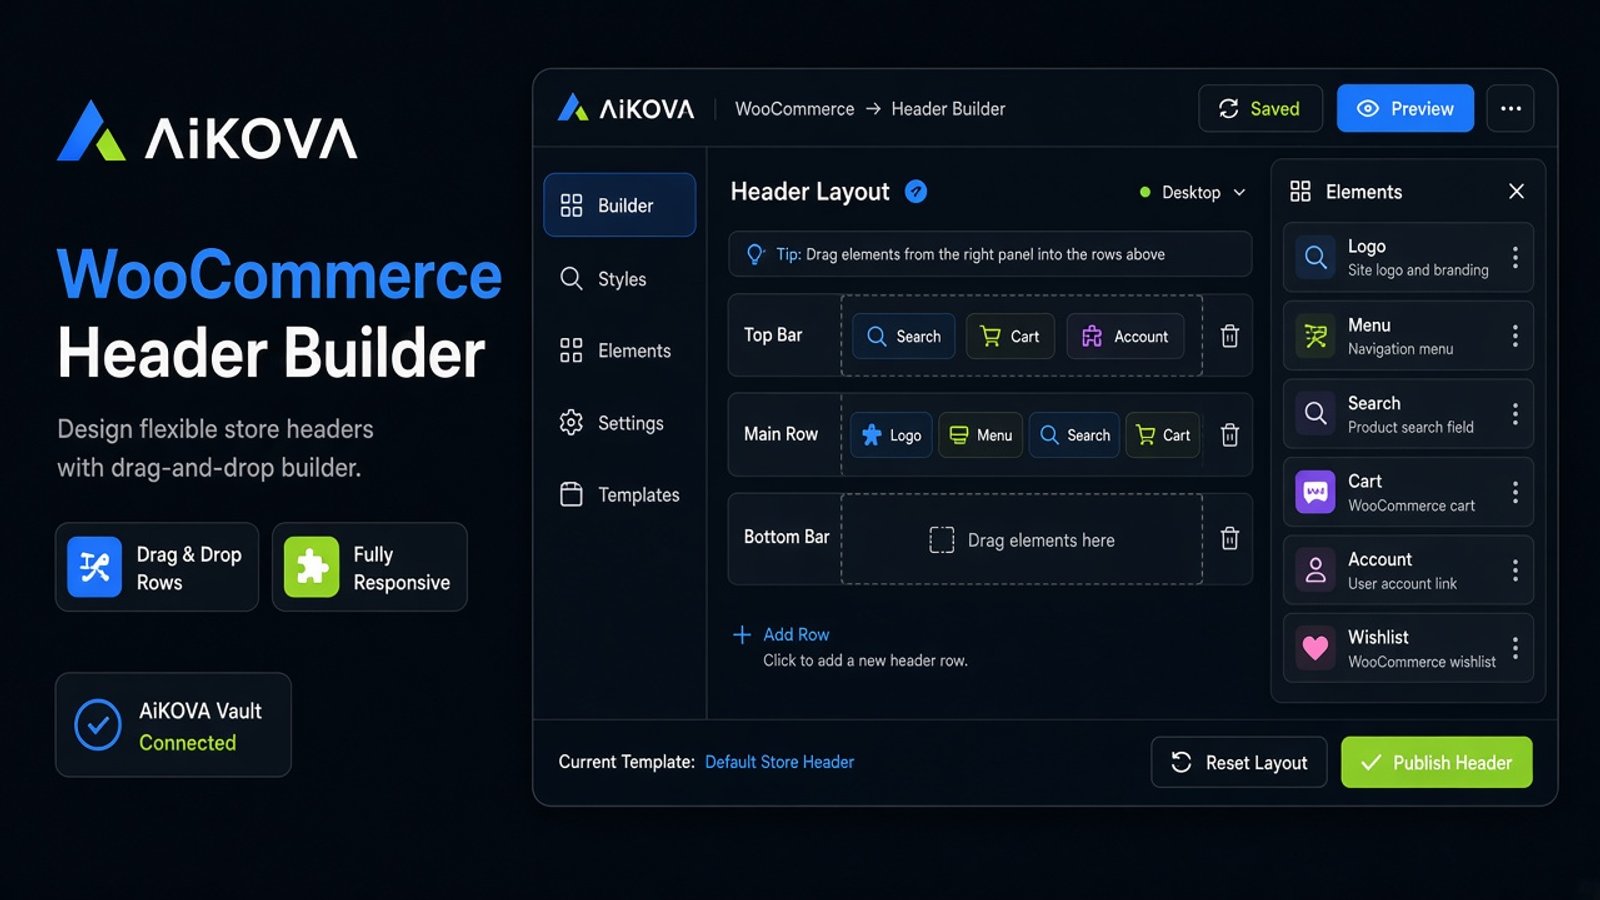 AiKOVA
WooCommerce
Header Builder
Design flexible store headers
with drag-and-drop builder.
Drag & Drop
Rows
Fully
Responsive
AiKOVA Vault
Connected
AiKOVA
WooCommerce → Header Builder
Saved
Preview
Builder
Styles
Elements
Settings
Templates
Header Layout
Desktop
Tip: Drag elements from the right panel into the rows above
Top Bar
Search
Cart
Account
Main Row
Logo
Menu
Search
Cart
Bottom Bar
Drag elements here
Add Row
Click to add a new header row.
Elements
Logo
Site logo and branding
Menu
Navigation menu
Search
Product search field
Cart
WooCommerce cart
Account
User account link
Wishlist
WooCommerce wishlist
Current Template: Default Store Header
Reset Layout
Publish Header